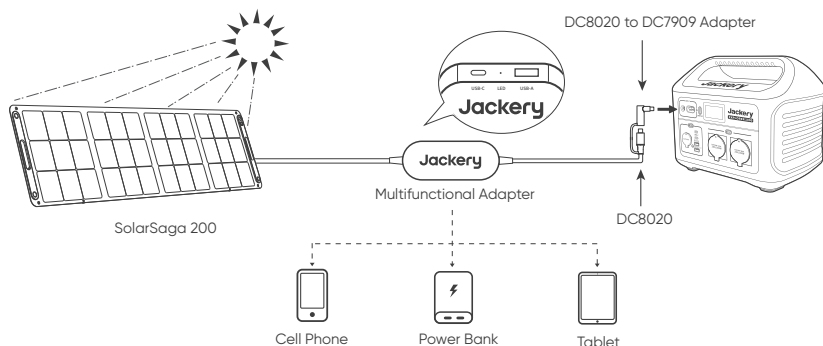 DC8020 to DC7909 Adapter
USB-C LED USB-A
Jackery
Jackery
Jackery
Multifunctional Adapter
DC8020
SolarSaga 200
Cell Phone
Power Bank
Tablet